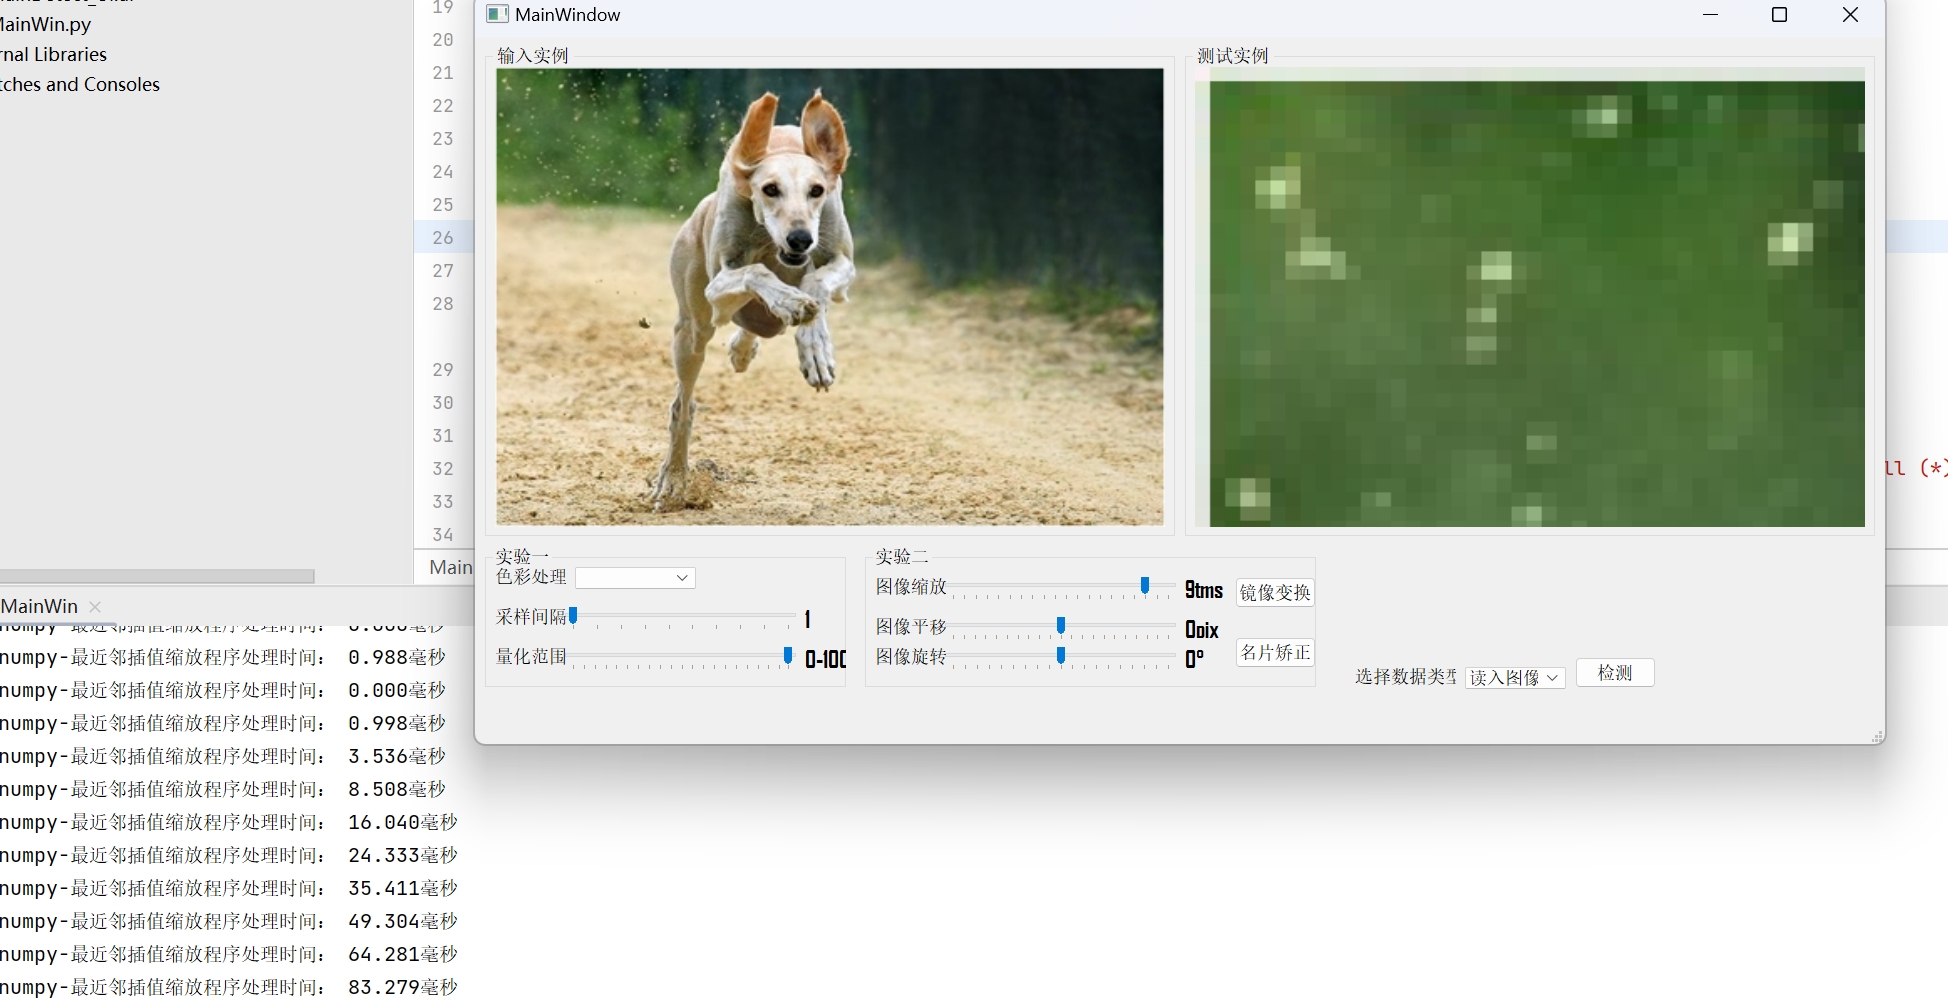 MainWin.py
rnal Libraries
tches and Consoles
19
20
21
22
23
24
25
26
27
28
29
30
31
32
33
34
ll (*)
Main
MainWindow
输入实例
测试实例
实验一
色彩处理
采样间隔
1
量化范围
0-100
实验二
图像缩放
9tms
镜像变换
图像平移
0pix
图像旋转
0°
名片矫正
选择数据类型
读入图像
检测
MainWin
numpy-最近邻插值缩放程序处理时间:
numpy-最近邻插值缩放程序处理时间: 0.988毫秒
numpy-最近邻插值缩放程序处理时间: 0.000毫秒
numpy-最近邻插值缩放程序处理时间: 0.998毫秒
numpy-最近邻插值缩放程序处理时间: 3.536毫秒
numpy-最近邻插值缩放程序处理时间: 8.508毫秒
numpy-最近邻插值缩放程序处理时间: 16.040毫秒
numpy-最近邻插值缩放程序处理时间: 24.333毫秒
numpy-最近邻插值缩放程序处理时间: 35.411毫秒
numpy-最近邻插值缩放程序处理时间: 49.304毫秒
numpy-最近邻插值缩放程序处理时间: 64.281毫秒
numpy-最近邻插值缩放程序处理时间: 83.279毫秒